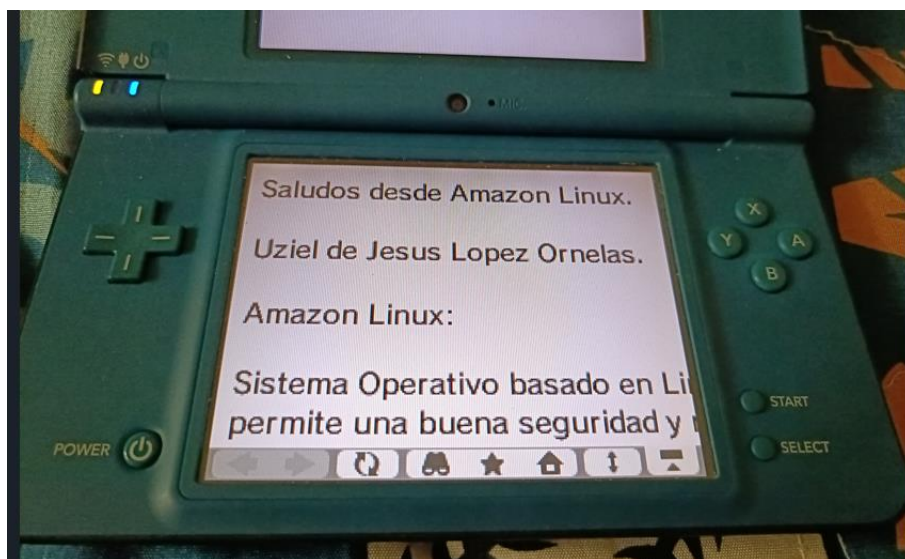 MIC
Saludos desde Amazon Linux.
Uziel de Jesus Lopez Ornelas.
Amazon Linux:
Sistema Operativo basado en Li
permite una buena seguridad y
X
Y A
B
START
SELECT
POWER